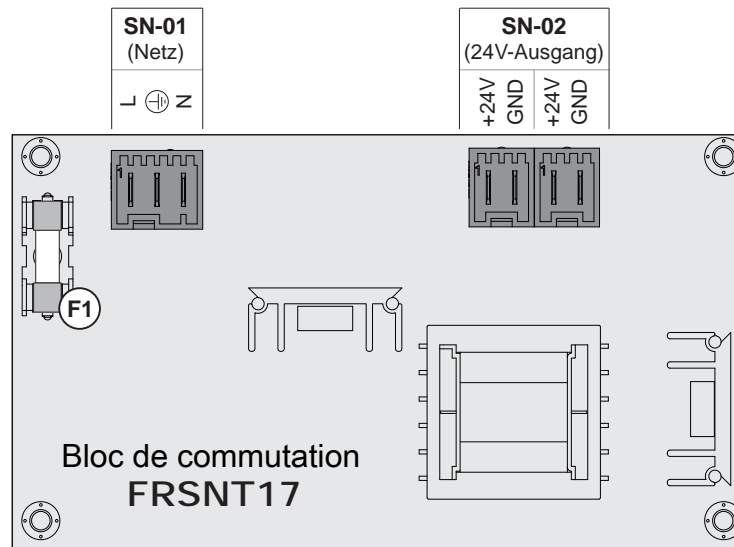 SN-01
(Netz)
L N
SN-02
(24V-Ausgang)
+24V GND +24V GND
1 1 1
F1
Bloc de commutation
FRSNT17